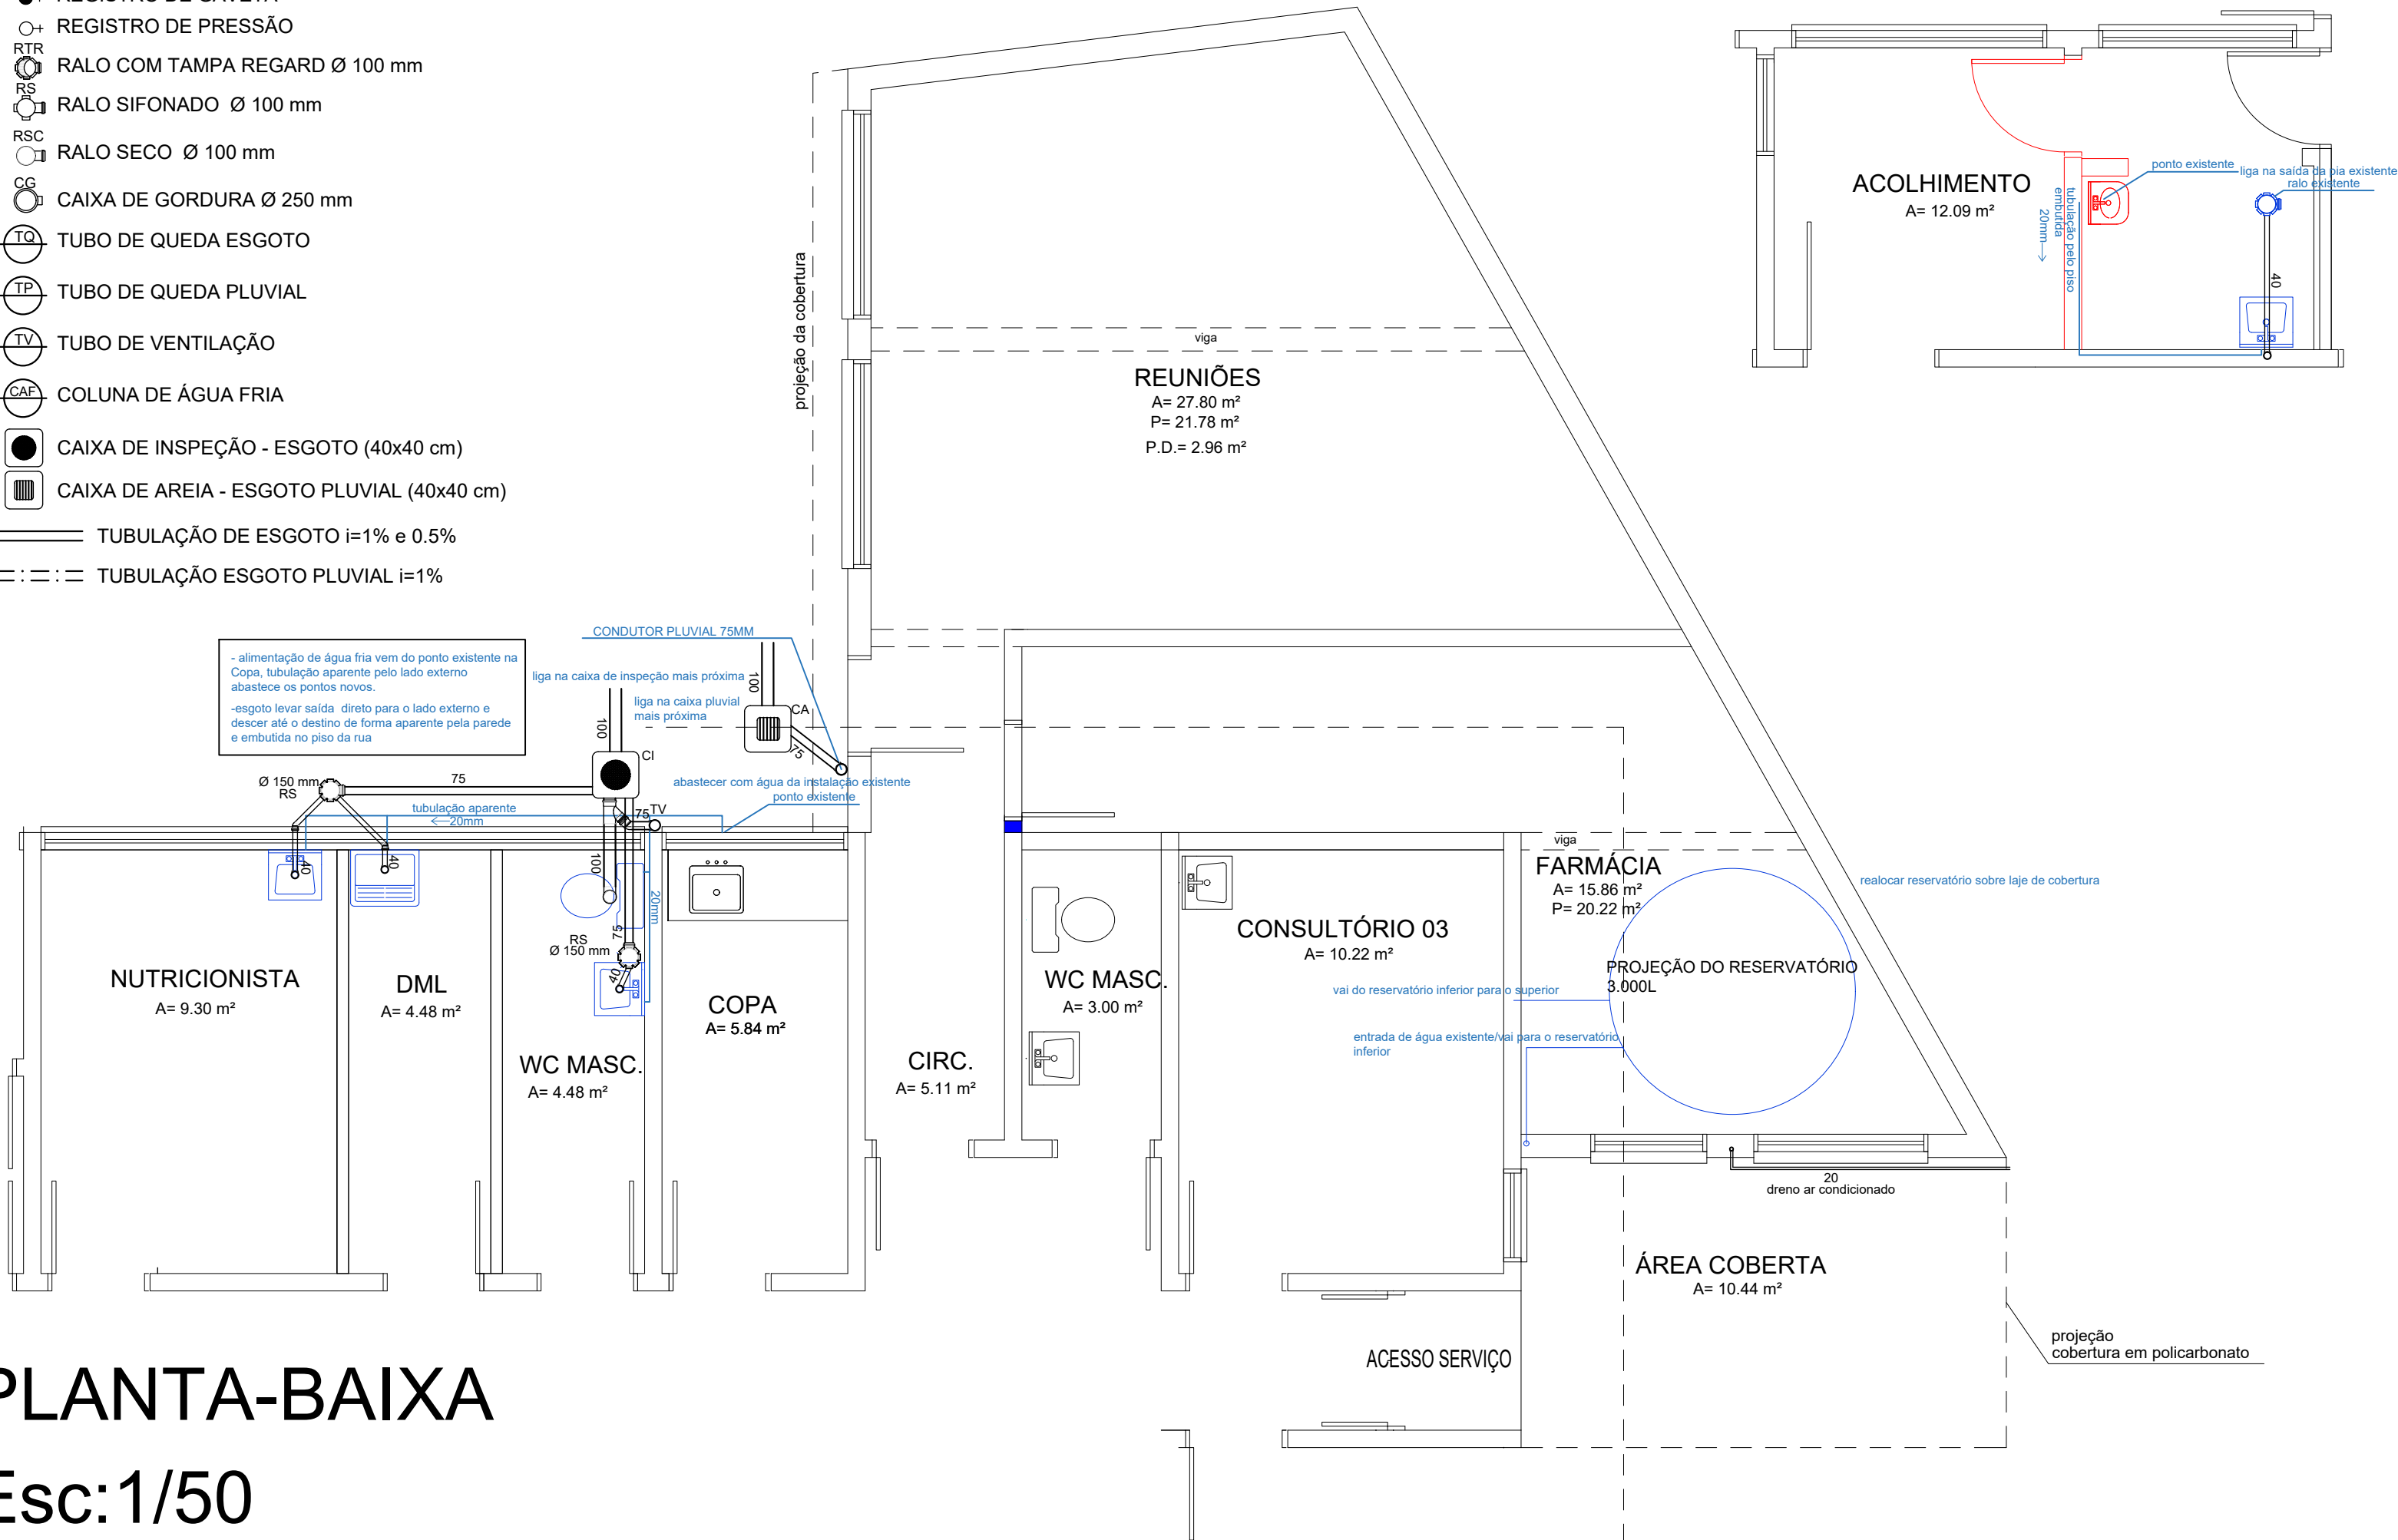 REGISTRO DE GAVETA
REGISTRO DE PRESSÃO
RTR
RALO COM TAMPA REGARD Ø 100 mm
RS
RALO SIFONADO Ø 100 mm
RSC
RALO SECO Ø 100 mm
CG
CAIXA DE GORDURA Ø 250 mm
TQ
TUBO DE QUEDA ESGOTO
TP
TUBO DE QUEDA PLUVIAL
TV
TUBO DE VENTILAÇÃO
CAF
COLUNA DE ÁGUA FRIA
CAIXA DE INSPEÇÃO - ESGOTO (40x40 cm)
CAIXA DE AREIA - ESGOTO PLUVIAL (40x40 cm)
TUBULAÇÃO DE ESGOTO i=1% e 0.5%
TUBULAÇÃO ESGOTO PLUVIAL i=1%
projeção da cobertura
viga
REUNIÕES
A= 27.80 m²
P= 21.78 m²
P.D.= 2.96 m²
ACOLHIMENTO
A= 12.09 m²
ponto existente
liga na saída da pia existente
ralo existente
tubulação pelo piso
embutida
20mm
40
- alimentação de água fria vem do ponto existente na
Copa, tubulação aparente pelo lado externo
abastece os pontos novos.
-esgoto levar saída direto para o lado externo e
descer até o destino de forma aparente pela parede
e embutida no piso da rua
CONDUTOR PLUVIAL 75MM
liga na caixa de inspeção mais próxima
100
liga na caixa pluvial
mais próxima
CA
75
100
CI
Ø 150 mm
RS
75
abastecer com água da instalação existente
ponto existente
tubulação aparente
20mm
75
TV
40
40
100
20mm
75
RS
Ø 150 mm
40
NUTRICIONISTA
A= 9.30 m²
DML
A= 4.48 m²
WC MASC.
A= 4.48 m²
COPA
A= 5.84 m²
CIRC.
A= 5.11 m²
WC MASC.
A= 3.00 m²
CONSULTÓRIO 03
A= 10.22 m²
viga
FARMÁCIA
A= 15.86 m²
P= 20.22 m²
realocar reservatório sobre laje de cobertura
PROJEÇÃO DO RESERVATÓRIO
3.000L
vai do reservatório inferior para o superior
entrada de água existente/vai para o reservatório
inferior
20
dreno ar condicionado
ÁREA COBERTA
A= 10.44 m²
projeção
cobertura em policarbonato
ACESSO SERVIÇO
PLANTA-BAIXA
Esc:1/50